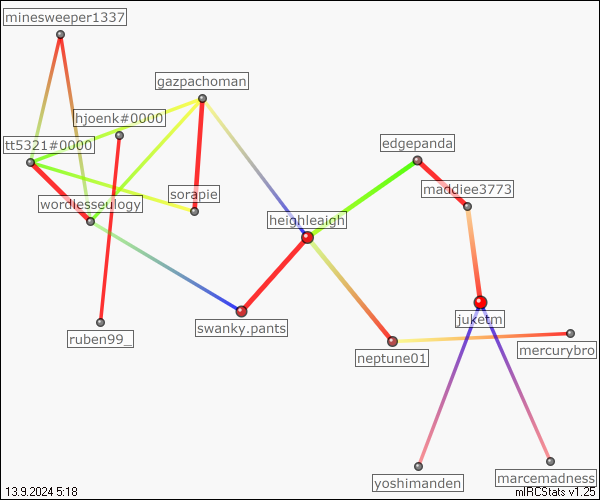 minesweeper1337
gazpachoman
hjoenk#0000
edgepanda
tt5321#0000
maddiee3773
sorapie
wordlesseulogy
heighleaigh
juketm
swanky.pants
ruben99_
mercurybro
neptune01
marcemadness
yoshimanden
13.9.2024 5:18
mIRCStats v1.25